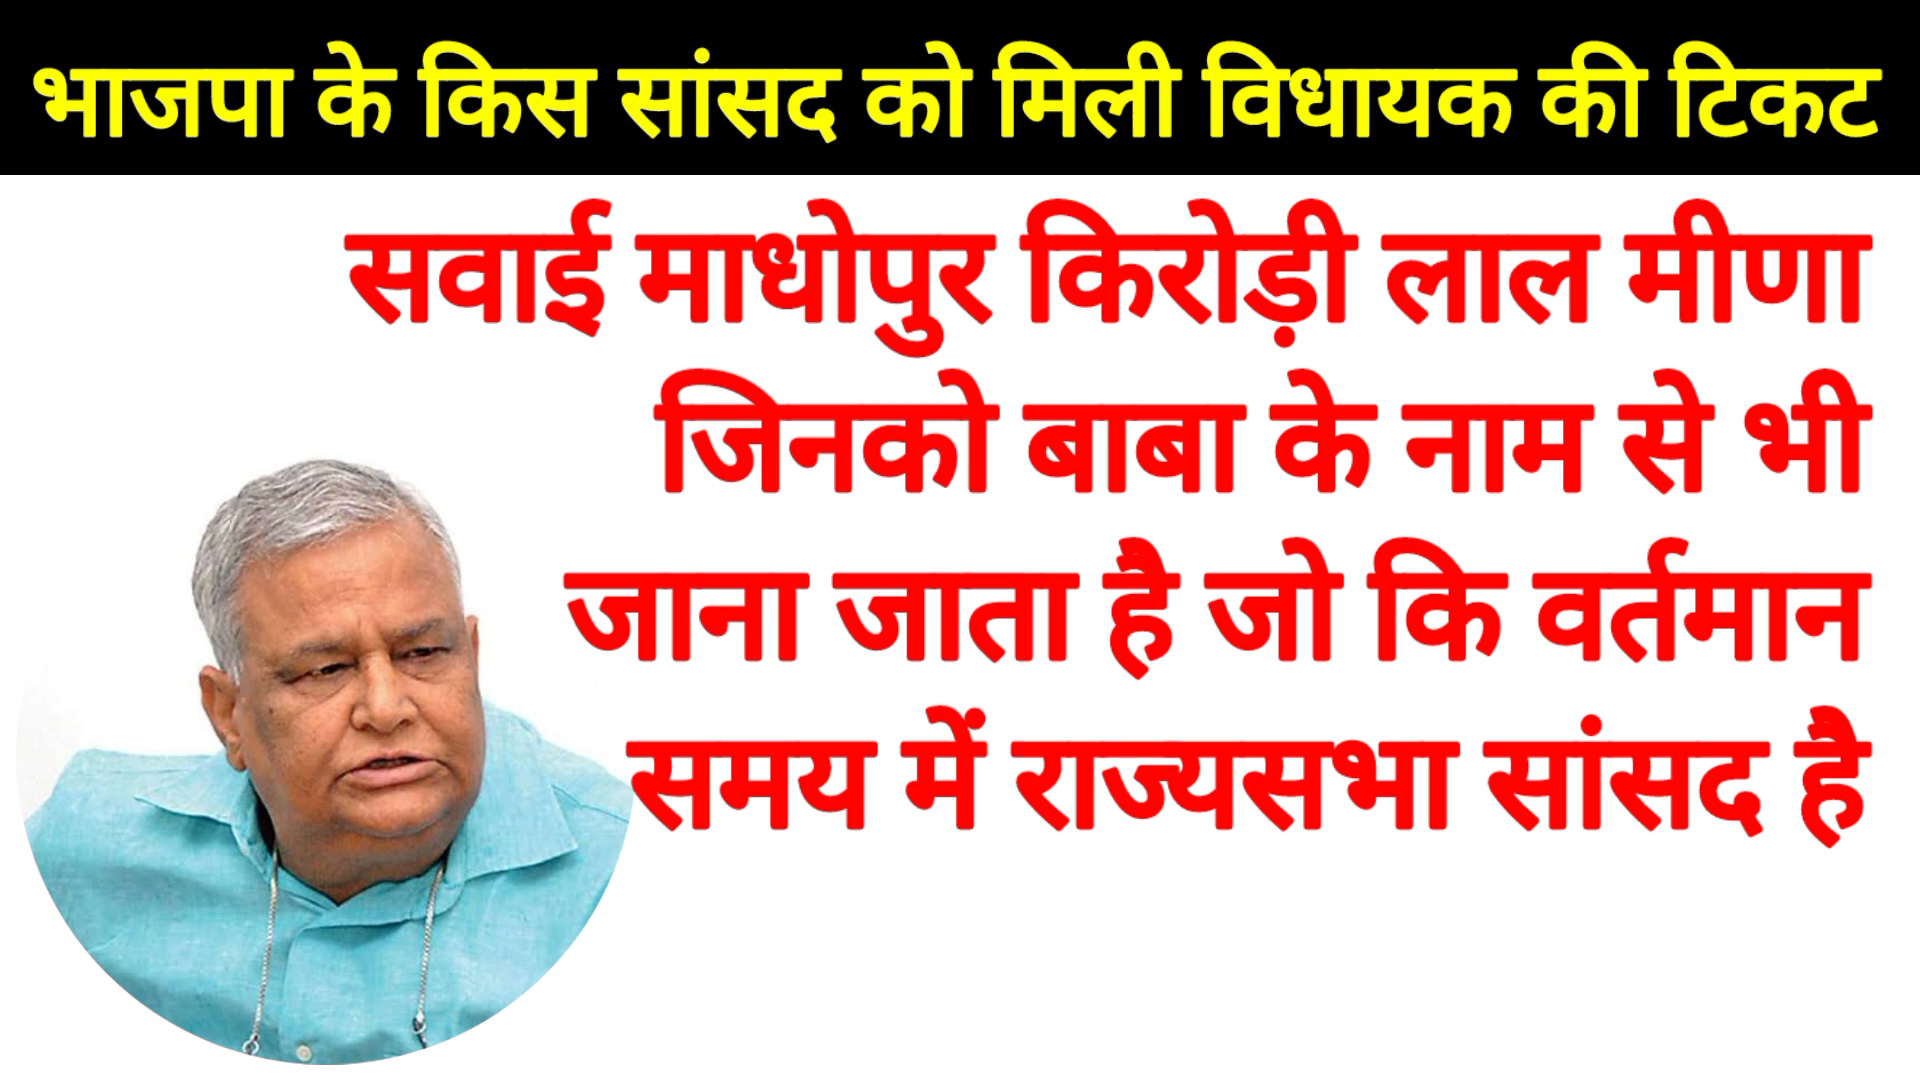 भाजपा के किस सांसद को मिली विधायक की टिकट
सवाई माधोपुर किरोड़ी लाल मीणा
जिनको बाबा के नाम से भी
जाना जाता है जो कि वर्तमान
समय में राज्यसभा सांसद है